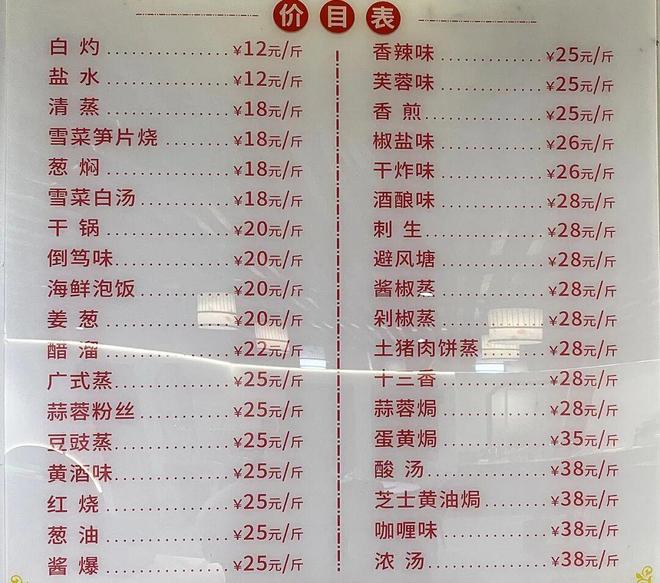 价目表
白灼 ¥12元/斤
盐水 ¥12元/斤
清蒸 ¥18元/斤
雪菜笋片烧 ¥18元/斤
葱焖 ¥18元/斤
雪菜白汤 ¥18元/斤
干锅 ¥20元/斤
倒笃味 ¥20元/斤
海鲜泡饭 ¥20元/斤
姜葱 ¥20元/斤
醋溜 ¥22元/斤
广式蒸 ¥25元/斤
蒜蓉粉丝 ¥25元/斤
豆豉蒸 ¥25元/斤
黄酒味 ¥25元/斤
红烧 ¥25元/斤
葱油 ¥25元/斤
酱爆 ¥25元/斤
香辣味 ¥25元/斤
芙蓉味 ¥25元/斤
香煎 ¥25元/斤
椒盐味 ¥26元/斤
干炸味 ¥26元/斤
酒酿味 ¥28元/斤
刺生 ¥28元/斤
避风塘 ¥28元/斤
酱椒蒸 ¥28元/斤
剁椒蒸 ¥28元/斤
土猪肉饼蒸 ¥28元/斤
十三香 ¥28元/斤
蒜蓉焗 ¥28元/斤
蛋黄焗 ¥35元/斤
酸汤 ¥38元/斤
芝士黄油焗 ¥38元/斤
咖喱味 ¥38元/斤
浓汤 ¥38元/斤